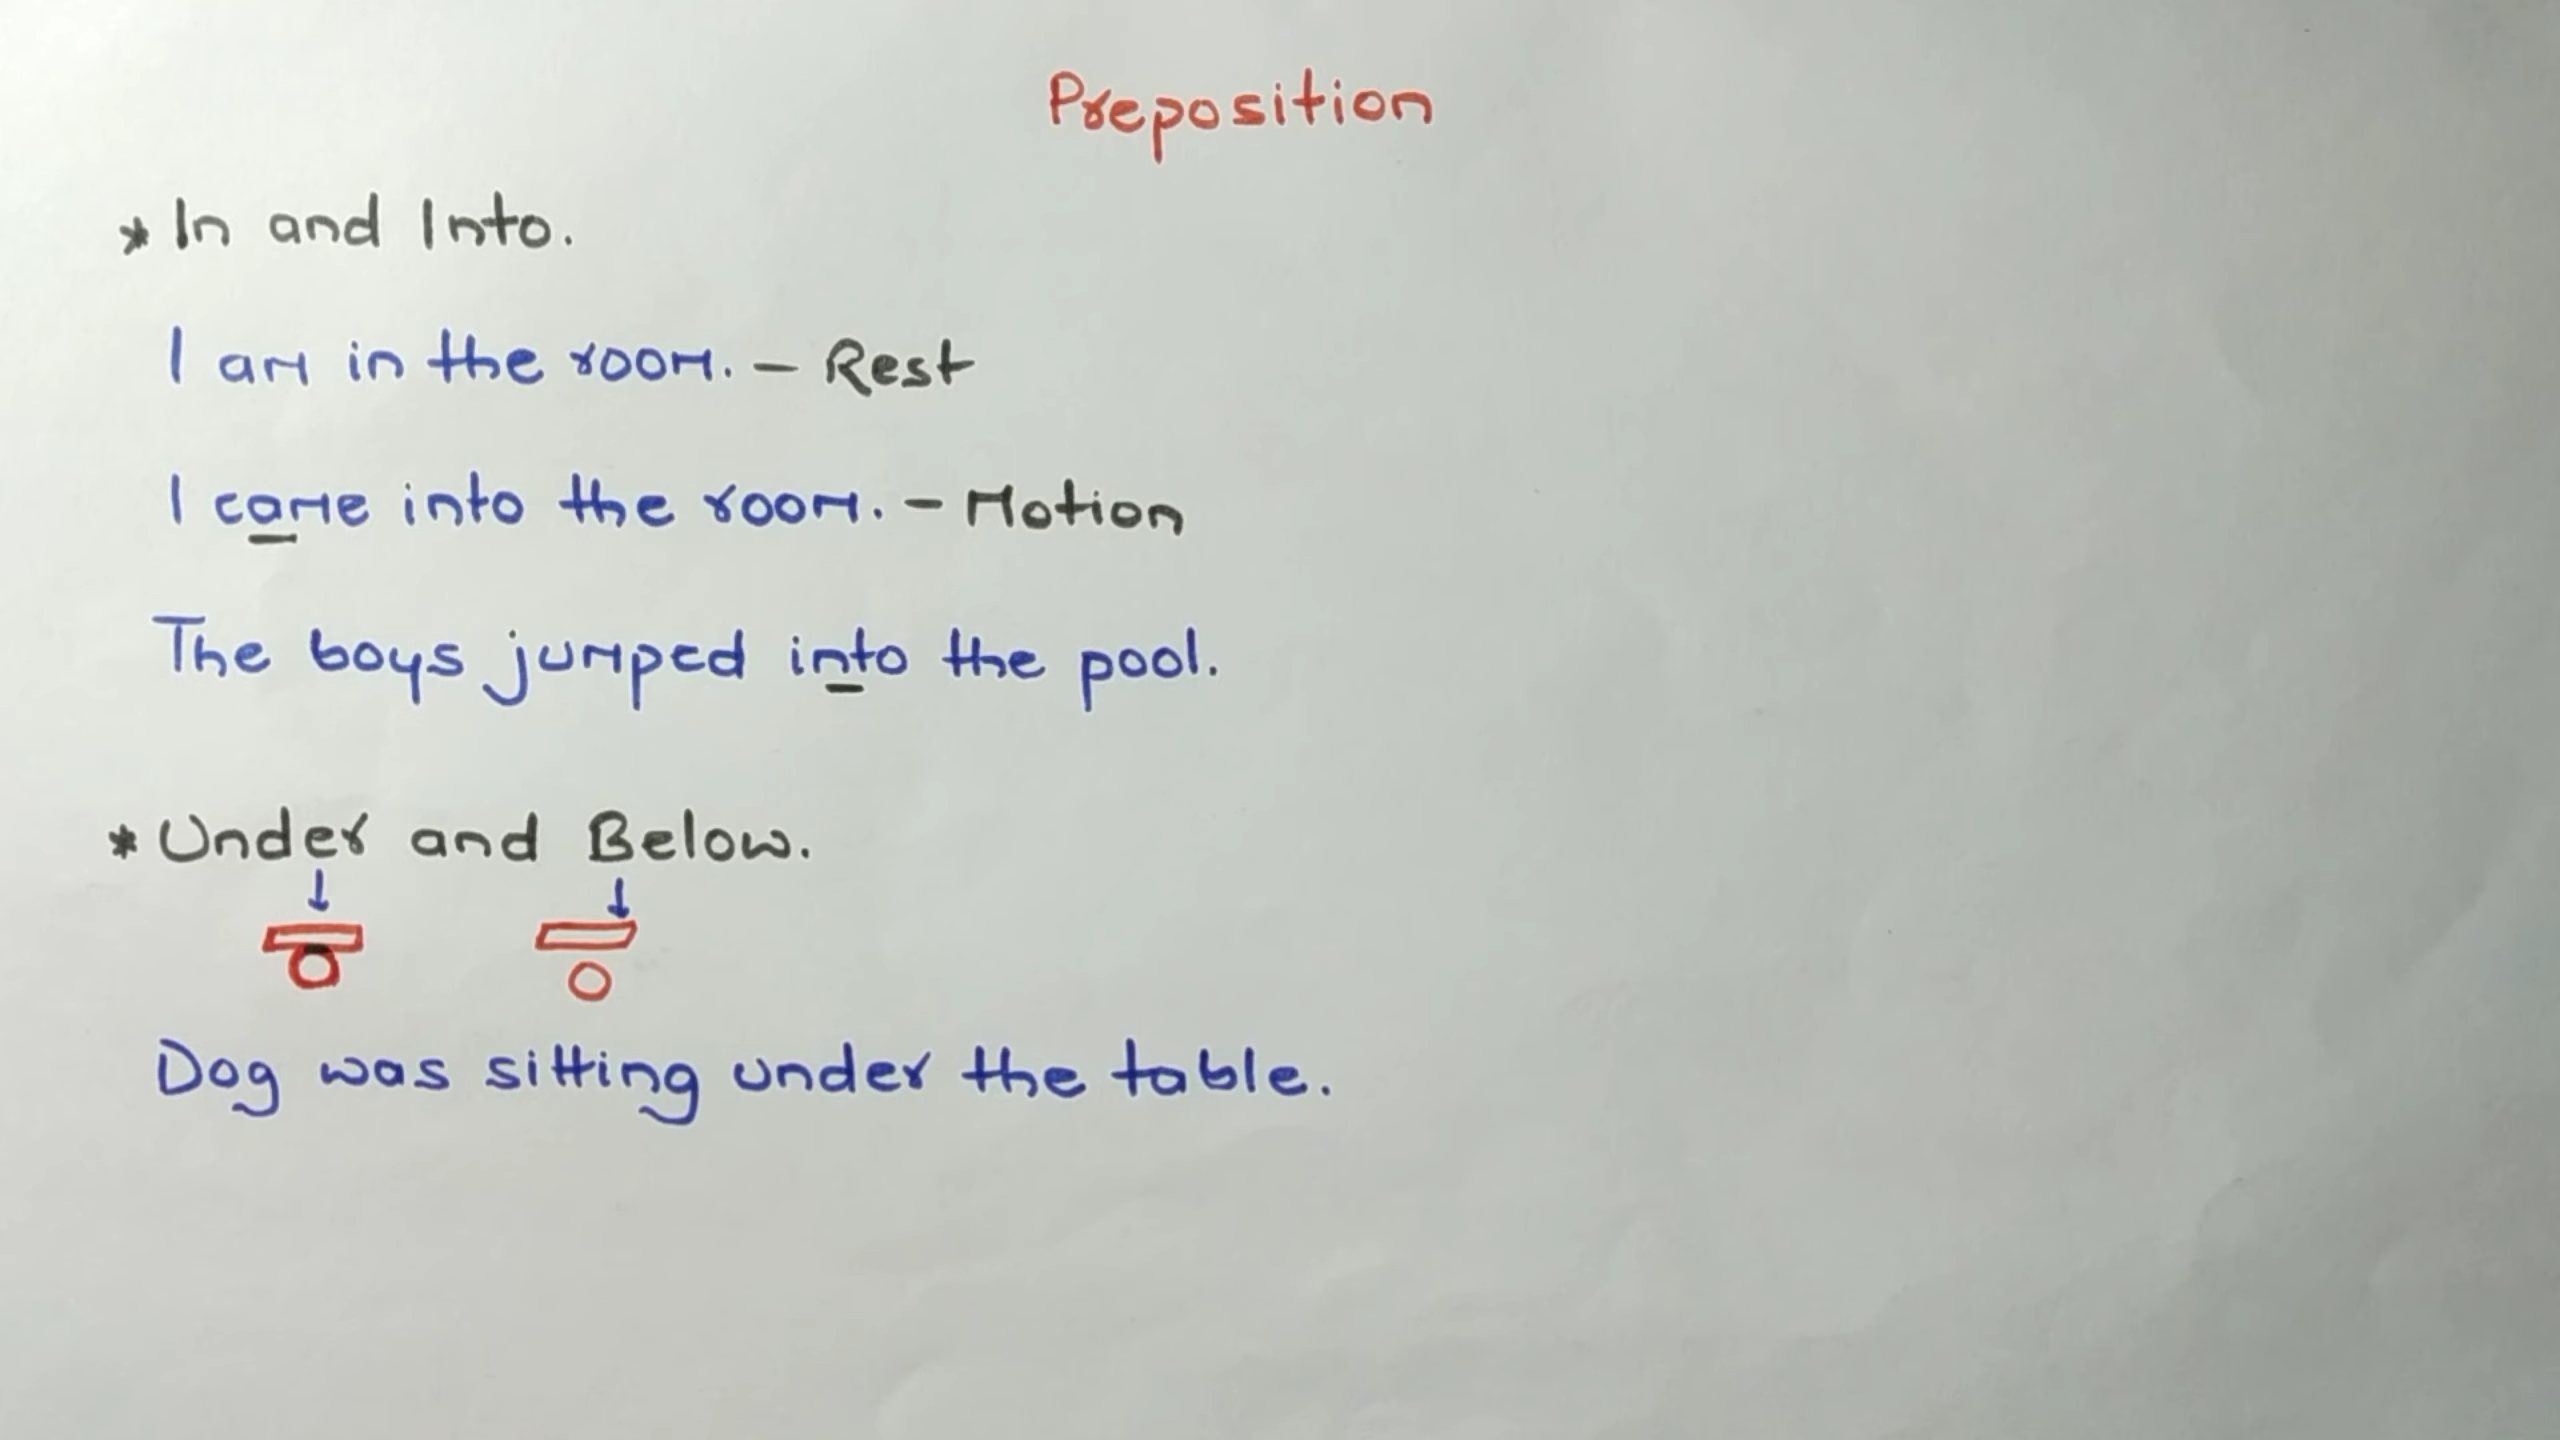 Preposition
* In and Into.
I am in the room. - Rest
I came into the room. - Motion
The boys jumped into the pool.
* Under and Below.
Dog was sitting under the table.